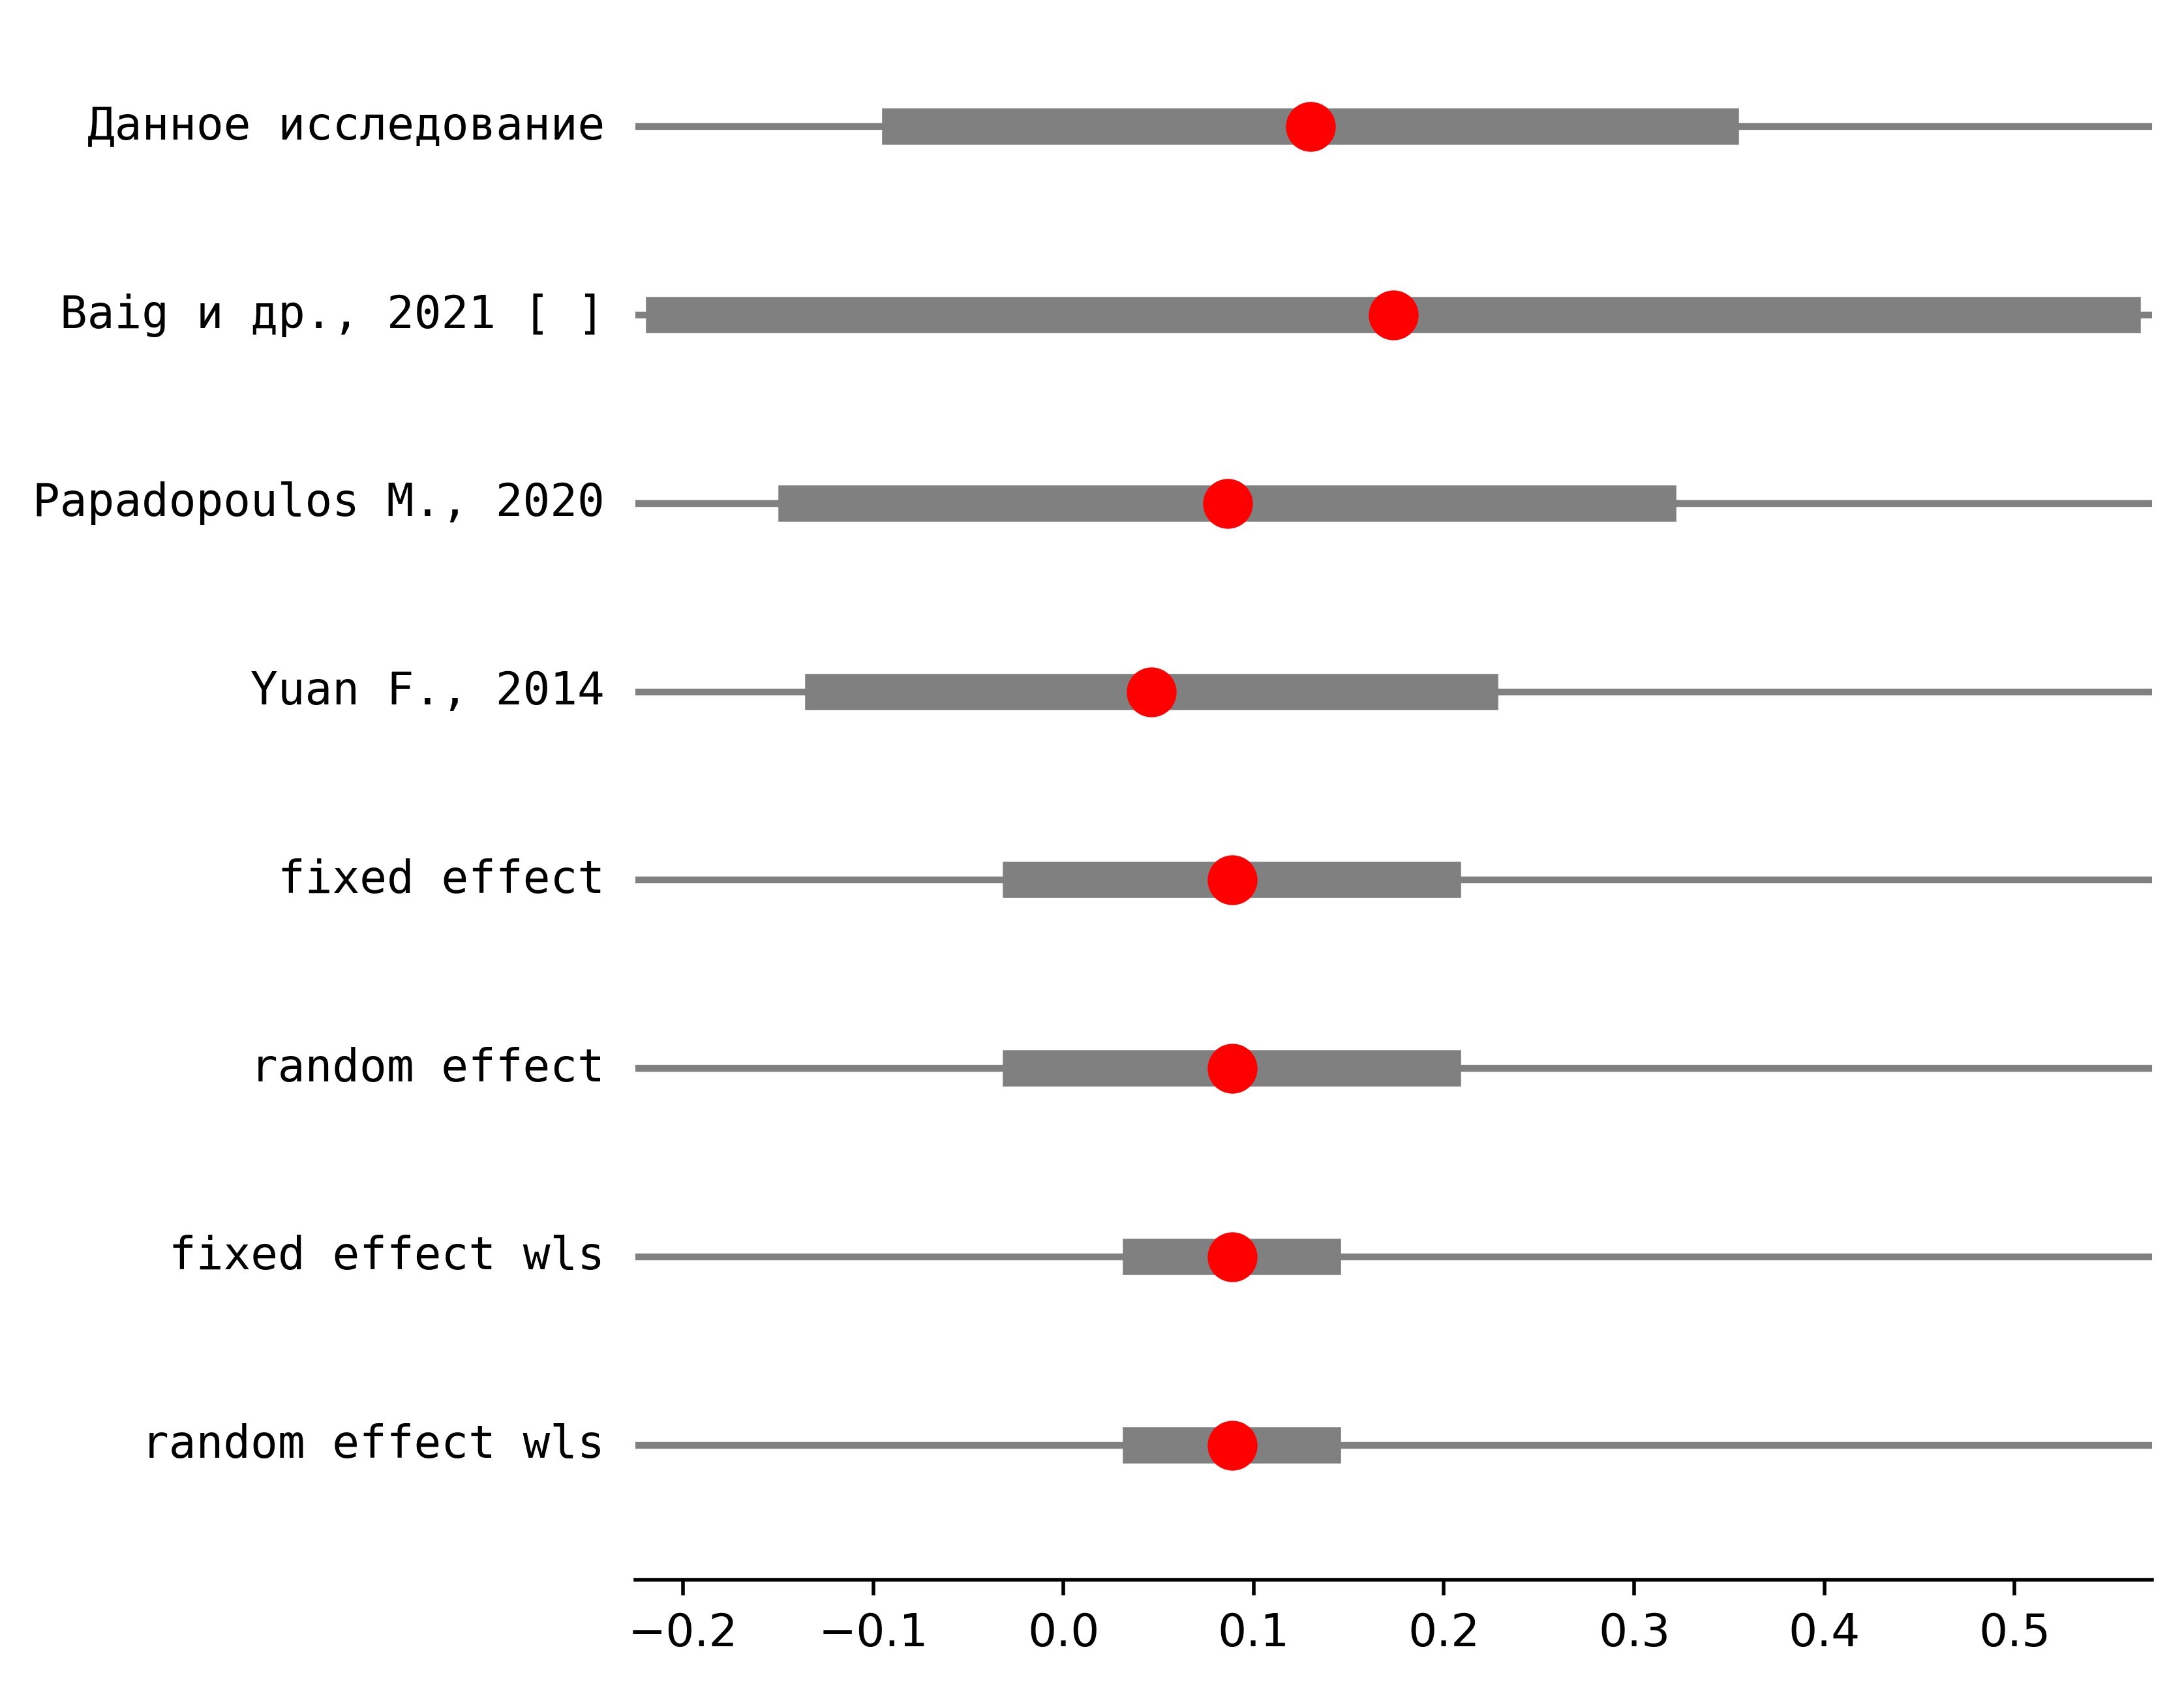 Данное исследование
Baig и др., 2021 [ ]
Papadopoulos M., 2020
Yuan F., 2014
fixed effect
random effect
fixed effect wls
random effect wls
−0.2 −0.1 0.0 0.1 0.2 0.3 0.4 0.5